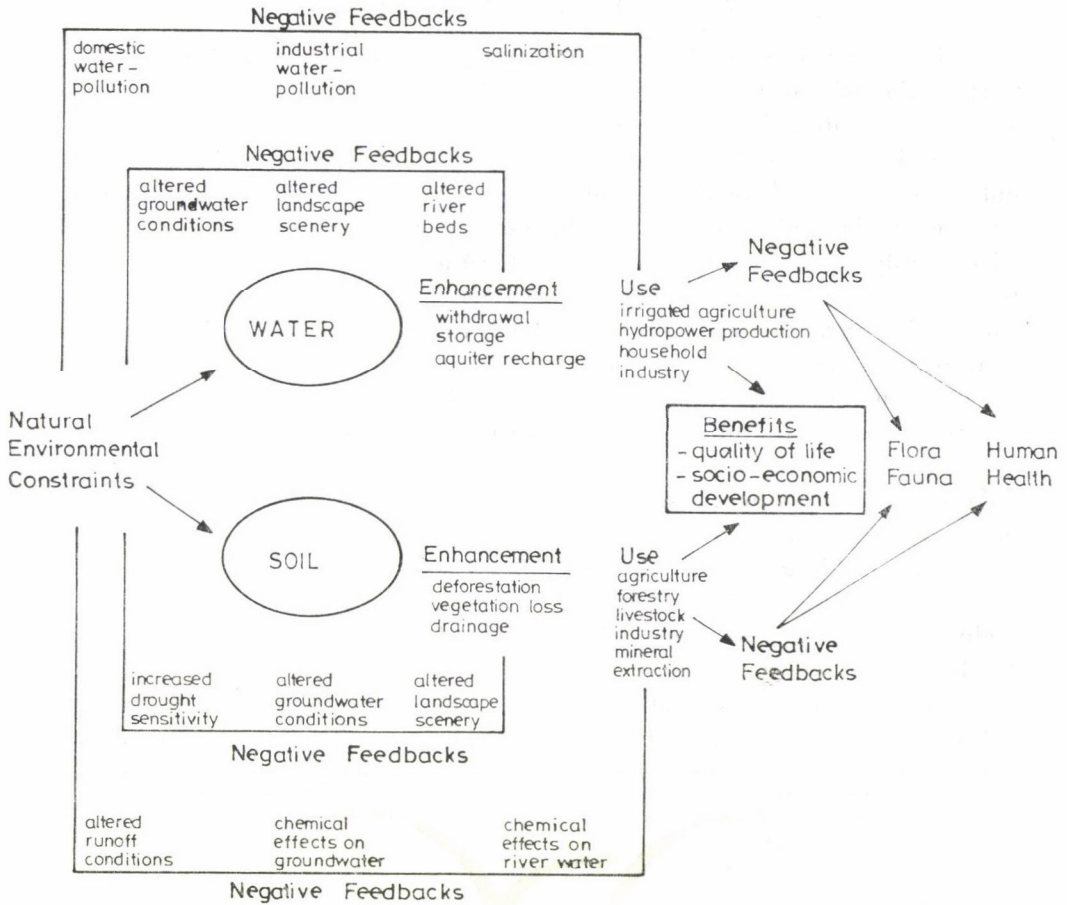 Negative Feedbacks
domestic
water-
pollution
industrial
water-
pollution
salinization
Negative Feedbacks
altered
groundwater
conditions
altered
landscape
scenery
altered
river
beds
WATER
Enhancement
withdrawal
storage
aquiter recharge
Use
irrigated agriculture
hydropower production
household
industry
Negative
Feedbacks
Natural
Environmental
Constraints
Benefits
- quality of life
- socio-economic
development
Flora
Fauna
Human
Health
SOIL
Enhancement
deforestation
vegetation loss
drainage
Use
agriculture
forestry
livestock
industry
mineral
extraction
Negative
Feedbacks
increased
drought
sensitivity
altered
groundwater
conditions
altered
landscape
scenery
Negative Feedbacks
altered
runoff
conditions
chemical
effects on
groundwater
chemical
effects on
river water
Negative Feedbacks